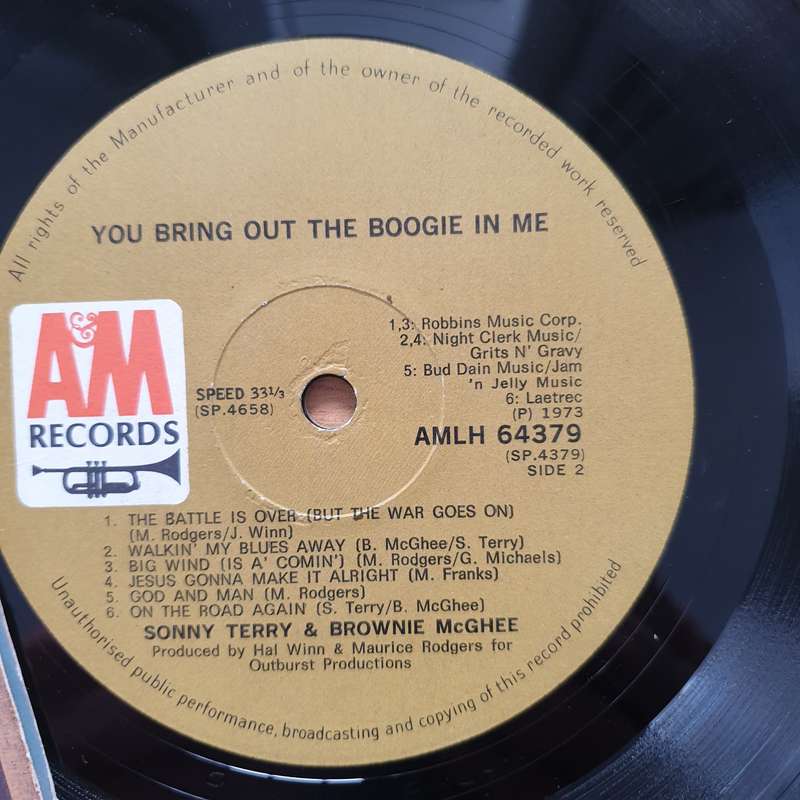 All rights of the Manufacturer and of the owner of the recorded work reserved
YOU BRING OUT THE BOOGIE IN ME
A&M
RECORDS
SPEED 33 1/3
(SP.4658)
1,3: Robbins Music Corp.
2,4: Night Clerk Music/
Grits N' Gravy
5: Bud Dain Music/Jam
'n Jelly Music
6: Laetrec
(P) 1973
AMLH 64379
(SP.4379)
SIDE 2
1. THE BATTLE IS OVER (BUT THE WAR GOES ON)
(M. Rodgers/J. Winn)
2. WALKIN' MY BLUES AWAY (B. McGhee/S. Terry)
3. BIG WIND (IS A' COMIN') (M. Rodgers/G. Michaels)
4. JESUS GONNA MAKE IT ALRIGHT (M. Franks)
5. GOD AND MAN (M. Rodgers)
6. ON THE ROAD AGAIN (S. Terry/B. McGhee)
SONNY TERRY & BROWNIE McGHEE
Produced by Hal Winn & Maurice Rodgers for
Outburst Productions
Unauthorised public performance, broadcasting and copying of this record prohibited